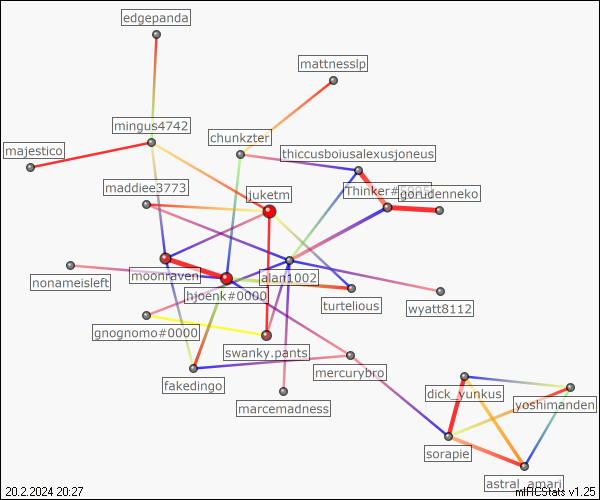 edgepanda
mattnesslp
mingus4742
chunkzter
majestico
thiccusboiusalexusjoneus
maddiee3773
juketm
gorudenneko
moonraven
alan1002
nonameisleft
hjoenk#0000
turtelious
wyatt8112
gnognomo#0000
swanky.pants
mercurybro
fakedingo
dick_yunkus
marcemadness
yoshimanden
sorapie
astral_amari
20.2.2024 20:27
mIRCStats v1.25